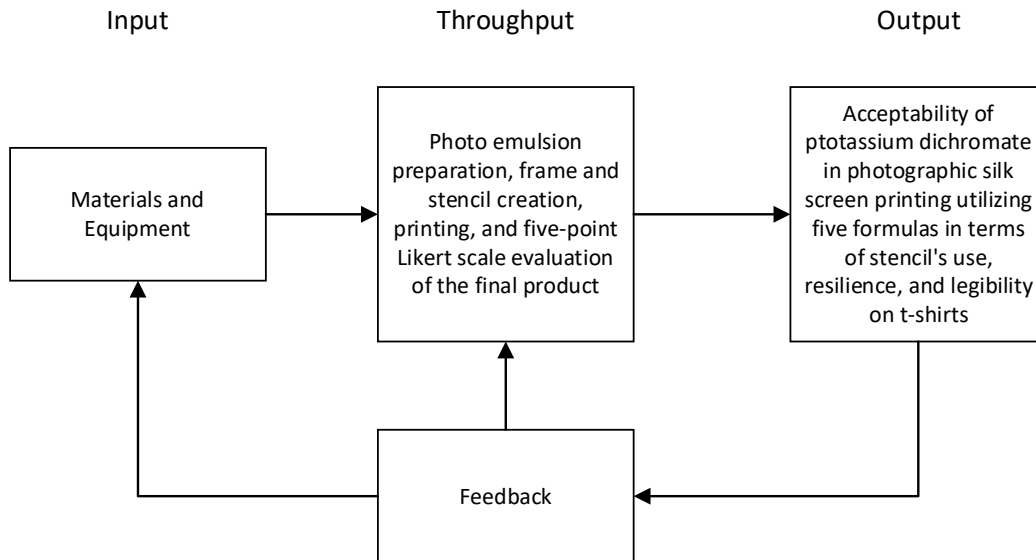 Input
Throughput
Output
Materials and
Equipment
Photo emulsion
preparation, frame and
stencil creation,
printing, and five-point
Likert scale evaluation
of the final product
Acceptability of
ptotassium dichromate
in photographic silk
screen printing utilizing
five formulas in terms
of stencil's use,
resilience, and legibility
on t-shirts
Feedback